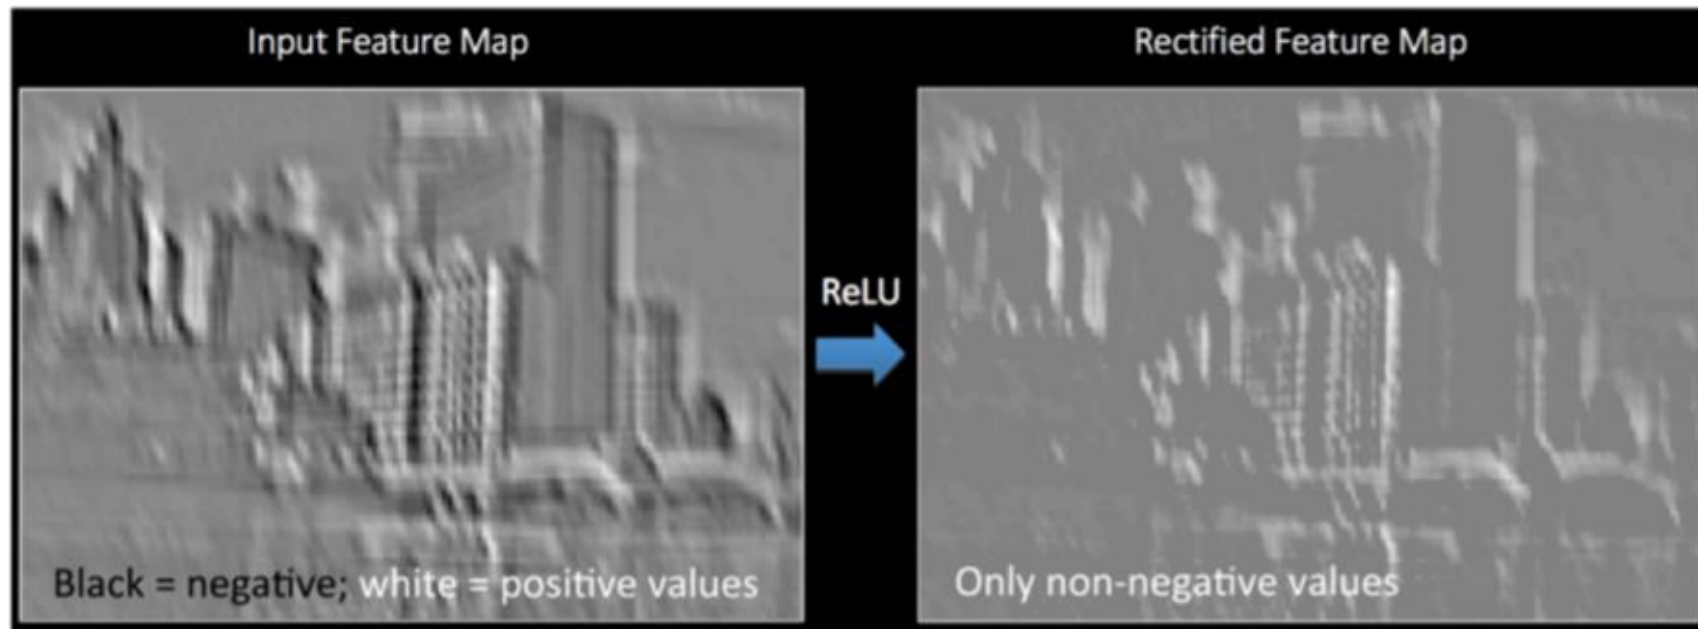 Input Feature Map
Rectified Feature Map
ReLU
Black = negative; white = positive values
Only non-negative values